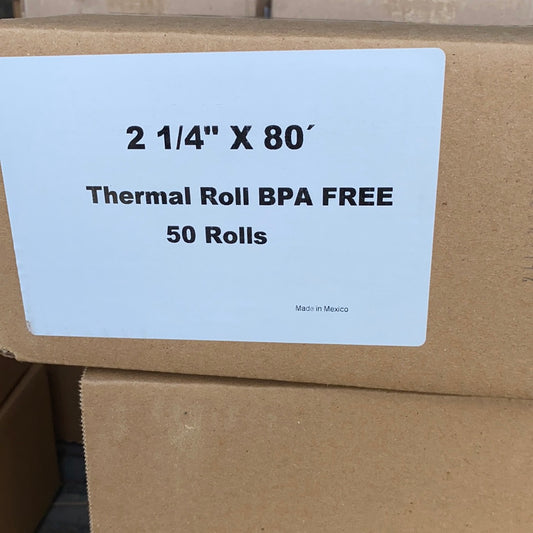 2 1/4" X 80´
Thermal Roll BPA FREE
50 Rolls
Made in Mexico